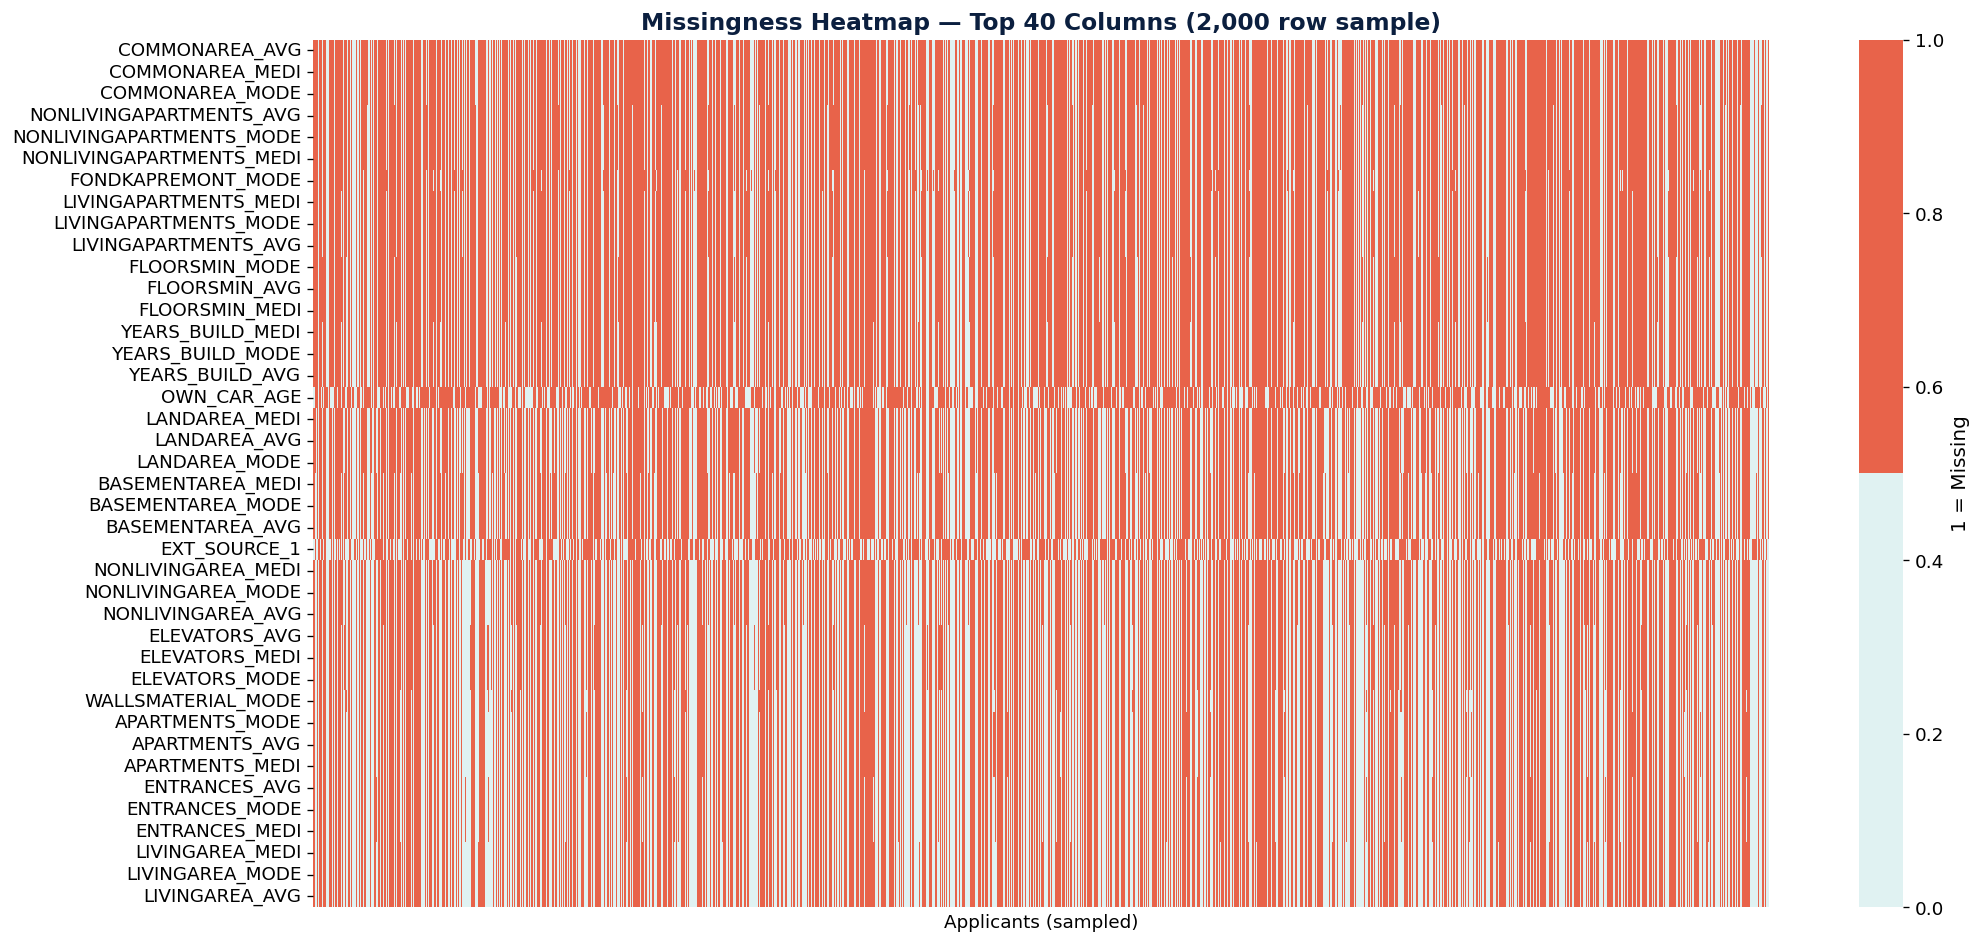 Missingness Heatmap — Top 40 Columns (2,000 row sample)
COMMONAREA_AVG
COMMONAREA_MEDI
COMMONAREA_MODE
NONLIVINGAPARTMENTS_AVG
NONLIVINGAPARTMENTS_MODE
NONLIVINGAPARTMENTS_MEDI
FONDKAPREMONT_MODE
LIVINGAPARTMENTS_MEDI
LIVINGAPARTMENTS_MODE
LIVINGAPARTMENTS_AVG
FLOORSMIN_MODE
FLOORSMIN_AVG
FLOORSMIN_MEDI
YEARS_BUILD_MEDI
YEARS_BUILD_MODE
YEARS_BUILD_AVG
OWN_CAR_AGE
LANDAREA_MEDI
LANDAREA_AVG
LANDAREA_MODE
BASEMENTAREA_MEDI
BASEMENTAREA_MODE
BASEMENTAREA_AVG
EXT_SOURCE_1
NONLIVINGAREA_MEDI
NONLIVINGAREA_MODE
NONLIVINGAREA_AVG
ELEVATORS_AVG
ELEVATORS_MEDI
ELEVATORS_MODE
WALLSMATERIAL_MODE
APARTMENTS_MODE
APARTMENTS_AVG
APARTMENTS_MEDI
ENTRANCES_AVG
ENTRANCES_MODE
ENTRANCES_MEDI
LIVINGAREA_MEDI
LIVINGAREA_MODE
LIVINGAREA_AVG
Applicants (sampled)
1.0
0.8
0.6
0.4
0.2
0.0
1 = Missing